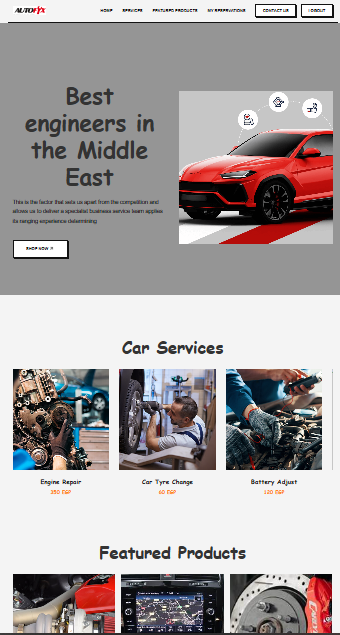 AUTOFIX
HOME SERVICES FEATURED PRODUCTS MY RESERVATIONS CONTACT US LOGOUT
Best
engineers in
the Middle
East
This is the factor that sets us apart from the competition and
allows us to deliver a specialist business service team applies
its ranging experience determining
SHOP NOW
Car Services
Engine Repair
Car Tyre Change
Battery Adjust
350 EGP
60 EGP
120 EGP
Featured Products